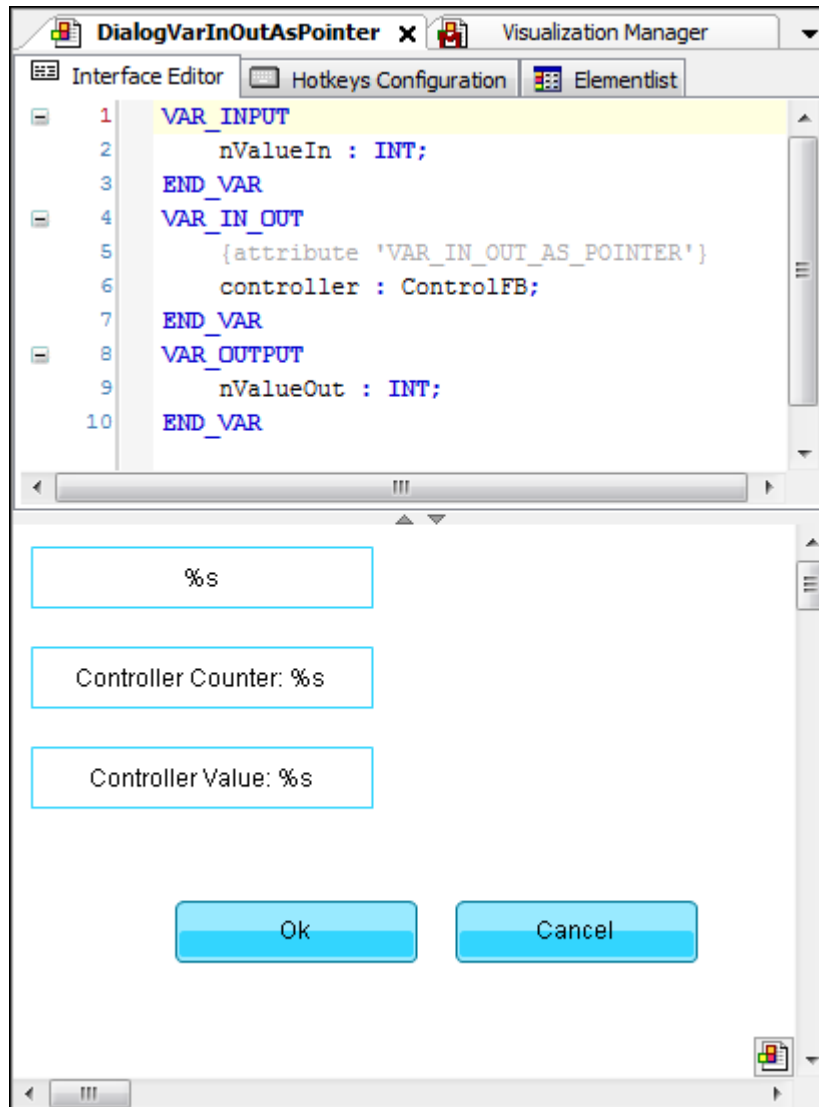 DialogVarInOutAsPointer x Visualization Manager
Interface Editor Hotkeys Configuration Elementlist
1 VAR_INPUT
2 nValueIn : INT;
3 END_VAR
4 VAR_IN_OUT
5 {attribute 'VAR_IN_OUT_AS_POINTER'}
6 controller : ControlFB;
7 END_VAR
8 VAR_OUTPUT
9 nValueOut : INT;
10 END_VAR
%s
Controller Counter: %s
Controller Value: %s
Ok Cancel